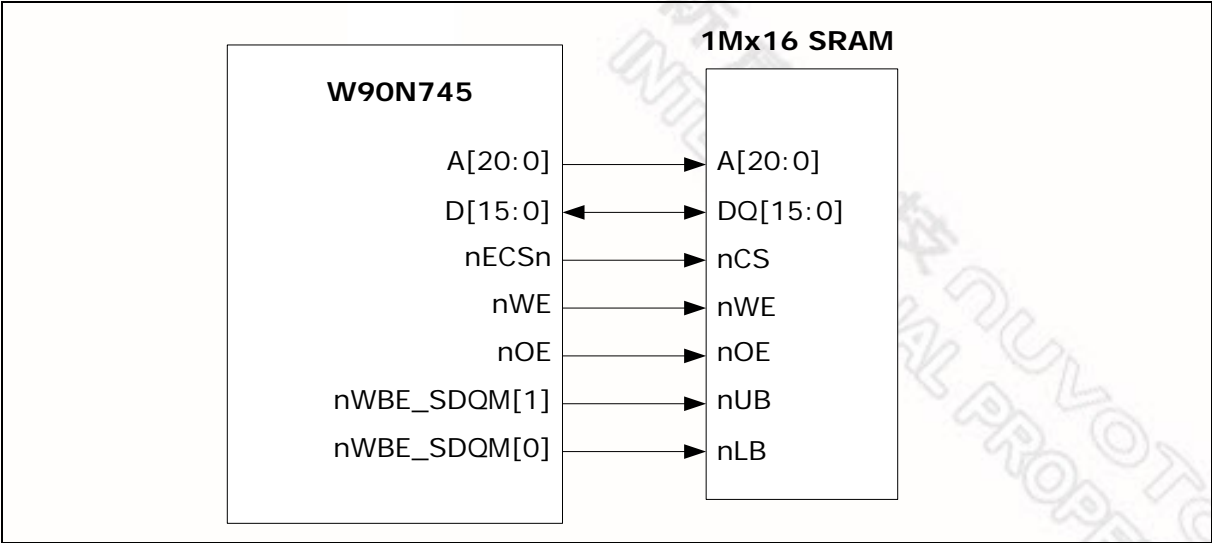 1Mx16 SRAM
W90N745
A[20:0] A[20:0]
D[15:0] DQ[15:0]
nECSn nCS
nWE nWE
nOE nOE
nWBE_SDQM[1] nUB
nWBE_SDQM[0] nLB
nuvoTo